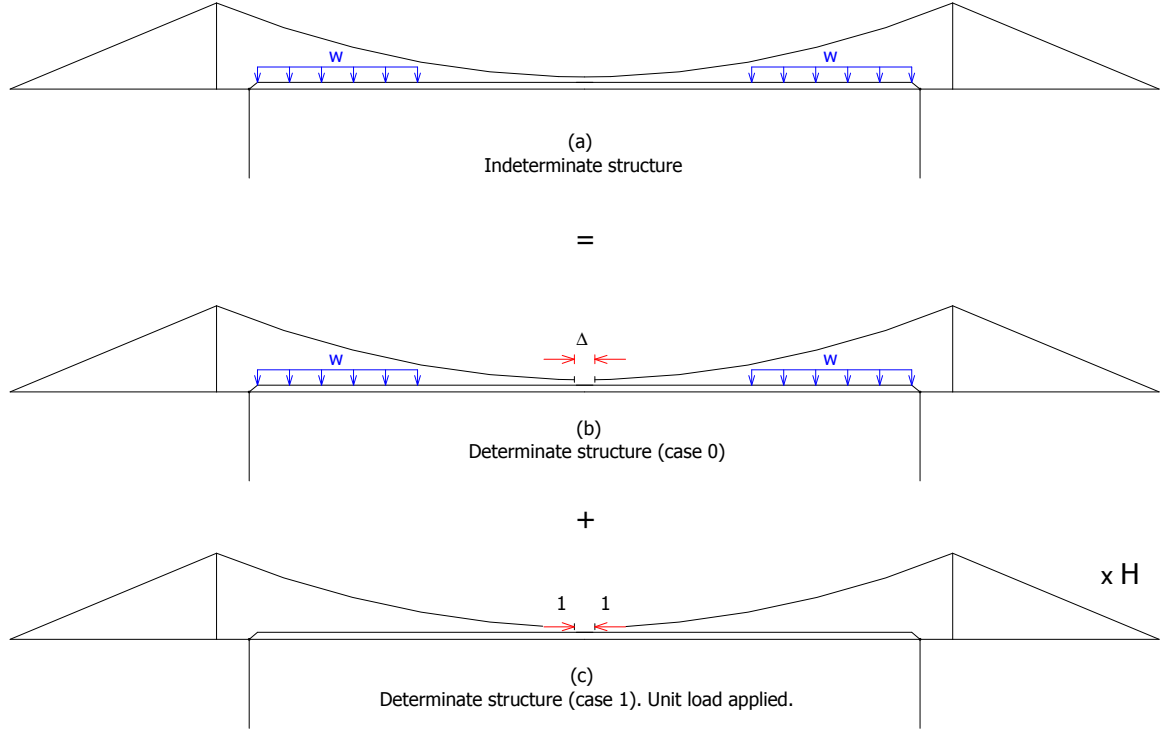 w w
(a)
Indeterminate structure
=
Δ
w w
(b)
Determinate structure (case 0)
+
x H
1 1
(c)
Determinate structure (case 1). Unit load applied.